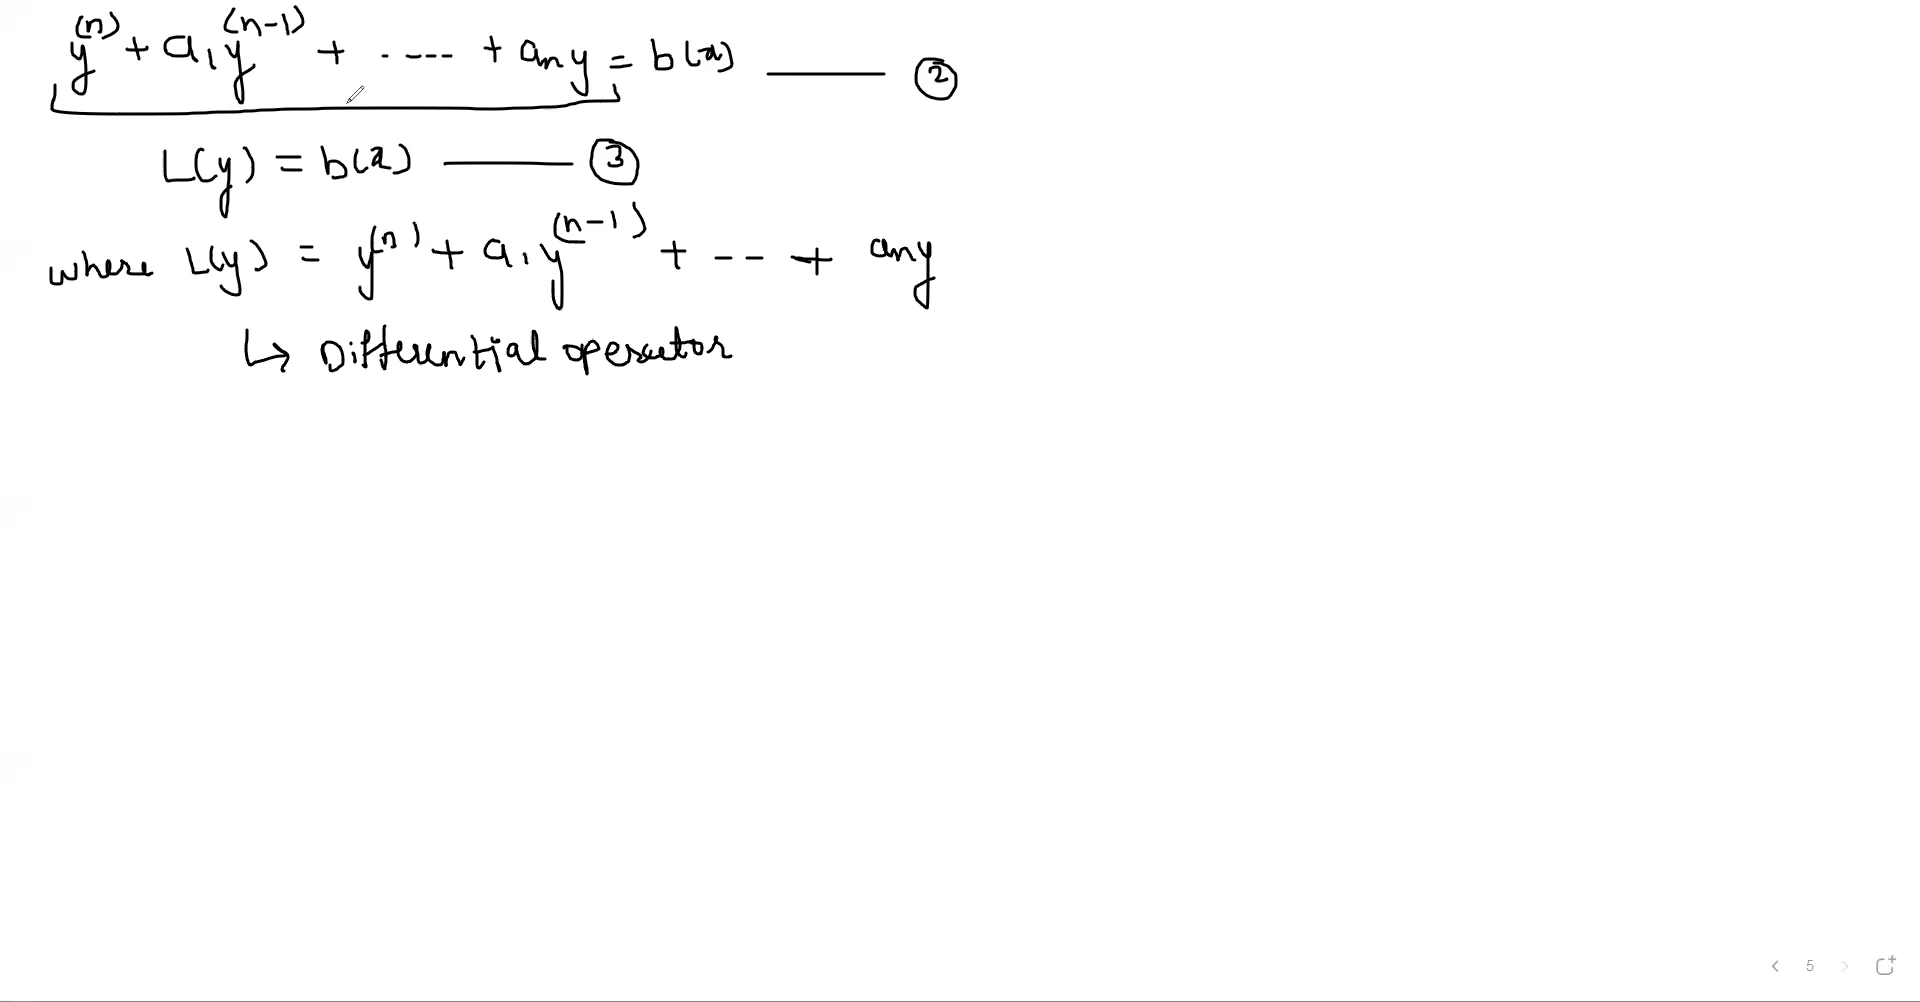 y^(n) + a₁y^(n-1) + ..--- + aₙy = b(x) ——— ②
L(y) = b(x) ——— ③
where L(y) = y^(n) + a₁y^(n-1) + -- + aₙy
↳ Differential operator
5